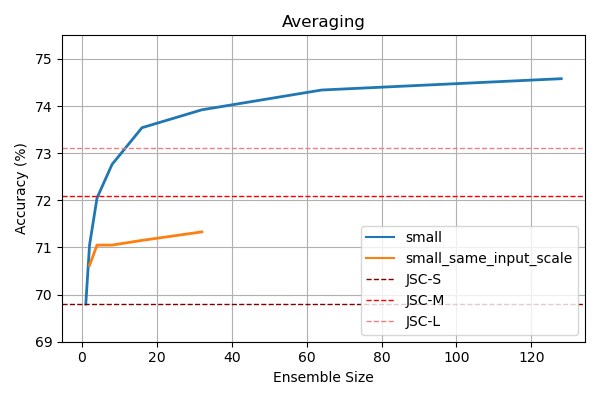 Averaging
Accuracy (%)
75
74
73
72
71
70
69
0 20 40 60 80 100 120
Ensemble Size
small
small_same_input_scale
JSC-S
JSC-M
JSC-L